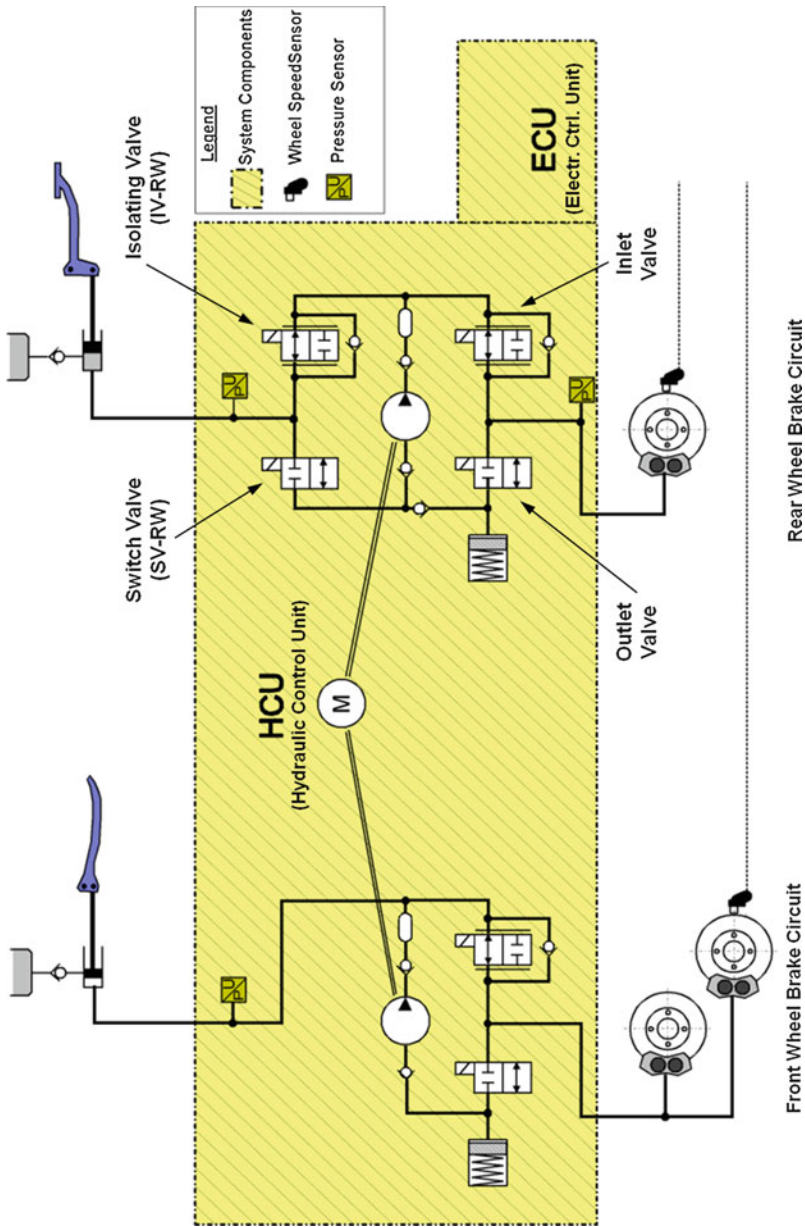 Legend
System Components
Wheel SpeedSensor
Pressure Sensor
P U
Isolating Valve
(IV-RW)
Switch Valve
(SV-RW)
HCU
(Hydraulic Control Unit)
M
ECU
(Electr. Ctrl. Unit)
Inlet
Valve
Outlet
Valve
P U
P U
P U
Front Wheel Brake Circuit
Rear Wheel Brake Circuit